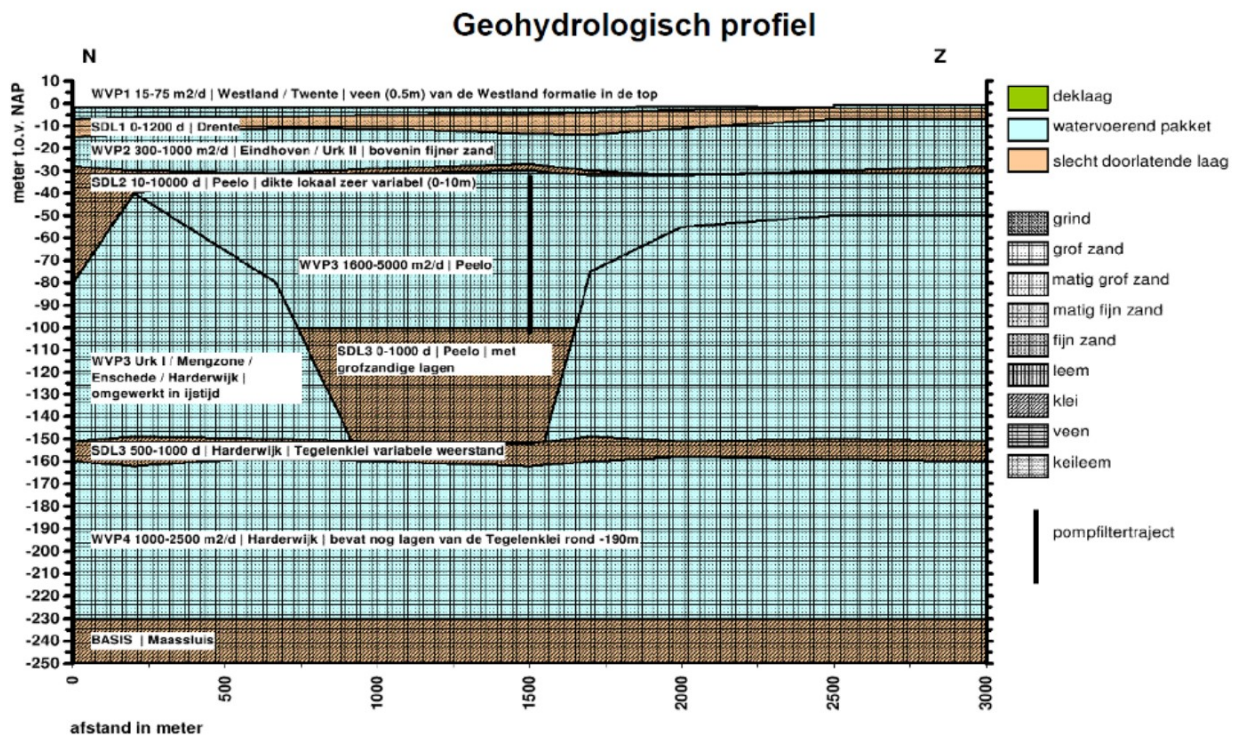 Geohydrologisch profiel
N
Z
meter t.o.v. NAP
10
0
-10
-20
-30
-40
-50
-60
-70
-80
-90
-100
-110
-120
-130
-140
-150
-160
-170
-180
-190
-200
-210
-220
-230
-240
-250
WVP1 15-75 m2/d | Westland / Twente | veen (0.5m) van de Westland formatie in de top
SDL1 0-1200 d | Drente
WVP2 300-1000 m2/d | Eindhoven / Urk II | bovenin fijner zand
SDL2 10-10000 d | Peelo | dikte lokaal zeer variabel (0-10m)
WVP3 1600-5000 m2/d | Peelo
SDL3 0-1000 d | Peelo | met
grofzandige lagen
WVP3 Urk I / Mengzone /
Enschede / Harderwijk |
omgewerkt in ijstijd
SDL3 500-1000 d | Harderwijk | Tegelenklei variabele weerstand
WVP4 1000-2500 m2/d | Harderwijk | bevat nog lagen van de Tegelenklei rond -190m
BASIS | Maassluis
0
500
1000
1500
2000
2500
3000
afstand in meter
deklaag
watervoerend pakket
slecht doorlatende laag
grind
grof zand
matig grof zand
matig fijn zand
fijn zand
leem
klei
veen
keileem
pompfiltertraject